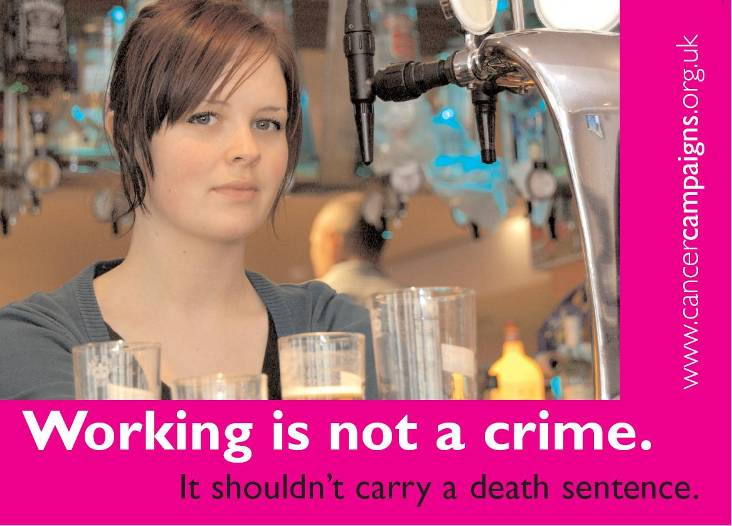 Working is not a crime.
It shouldn't carry a death sentence.
www.cancercampaigns.org.uk